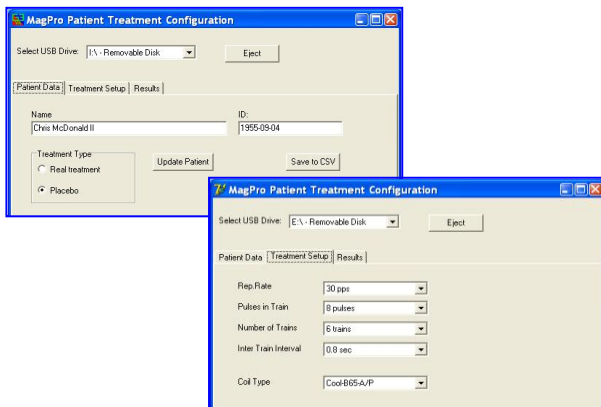 MagPro Patient Treatment Configuration
Select USB Drive: I:\ - Removable Disk Eject
Patient Data Treatment Setup Results
Name ID:
Chris McDonald II 1955-09-04
Treatment Type
Real treatment
Placebo
Update Patient Save to CSV
MagPro Patient Treatment Configuration
Select USB Drive: E:\ - Removable Disk Eject
Patient Data Treatment Setup Results
Rep.Rate 30 pps
Pulses in Train 8 pulses
Number of Trains 6 trains
Inter Train Interval 0.8 sec
Coil Type Cool-B65-A/P